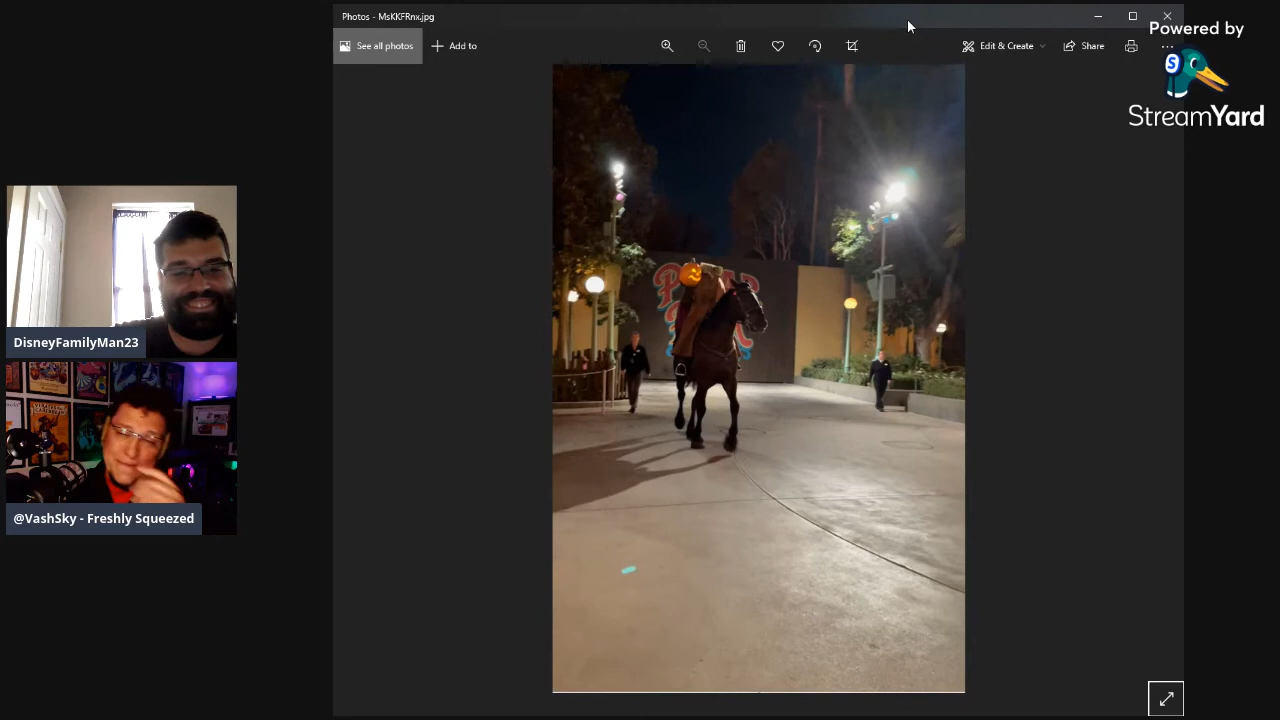 Photos - MsKKFRnx.jpg
See all photos
Add to
Edit & Create
Share
Powered by
StreamYard
S
DisneyFamilyMan23
@VashSky - Freshly Squeezed